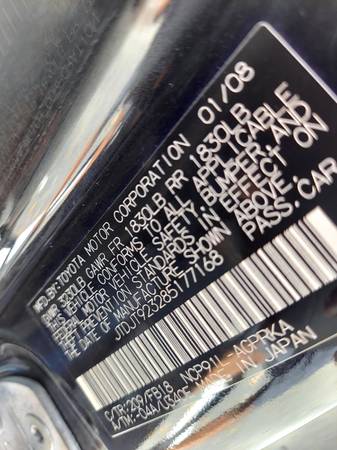 MFD.BY:TOYOTA MOTOR CORPORATION 01/08
GVWR 3230LB GAWR FR 1830LB RR 1830LB
THIS VEHICLE CONFORMS TO ALL APPLICABLE
FEDERAL MOTOR VEHICLE SAFETY, BUMPER, AND
THEFT PREVENTION STANDARDS IN EFFECT ON
THE DATE OF MANUFACTURE SHOWN ABOVE.
JTDJT923285177168 PASS.CAR
C/TR:209/FB18 NCP91L-AGPRKA
A/TM:-04A/U340E MADE IN JAPAN